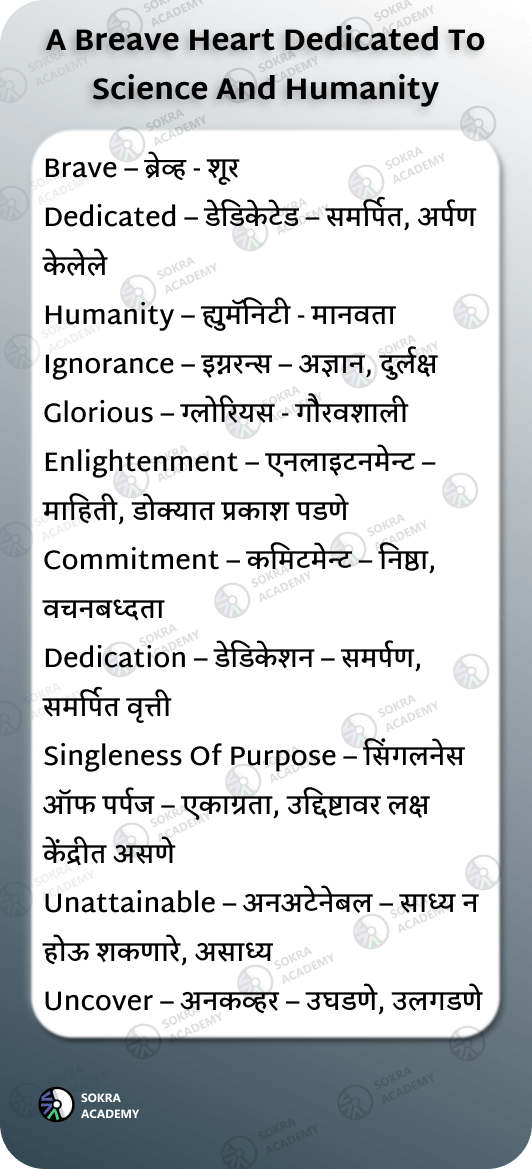 A Breave Heart Dedicated To
Science And Humanity
Brave – ब्रेव्ह - शूर
Dedicated – डेडिकेटेड – समर्पित, अर्पण
केलेले
Humanity – ह्युमॅनिटी - मानवता
Ignorance – इग्नरन्स – अज्ञान, दुर्लक्ष
Glorious – ग्लोरियस - गौरवशाली
Enlightenment – एनलाइटनमेन्ट –
माहिती, डोक्यात प्रकाश पडणे
Commitment – कमिटमेन्ट – निष्ठा,
वचनबध्दता
Dedication – डेडिकेशन – समर्पण,
समर्पित वृत्ती
Singleness Of Purpose – सिंगलनेस
ऑफ पर्पज – एकाग्रता, उद्दिष्टावर लक्ष
केंद्रीत असणे
Unattainable – अनअटेनेबल – साध्य न
होऊ शकणारे, असाध्य
Uncover – अनकव्हर – उघडणे, उलगडणे
SOKRA
ACADEMY